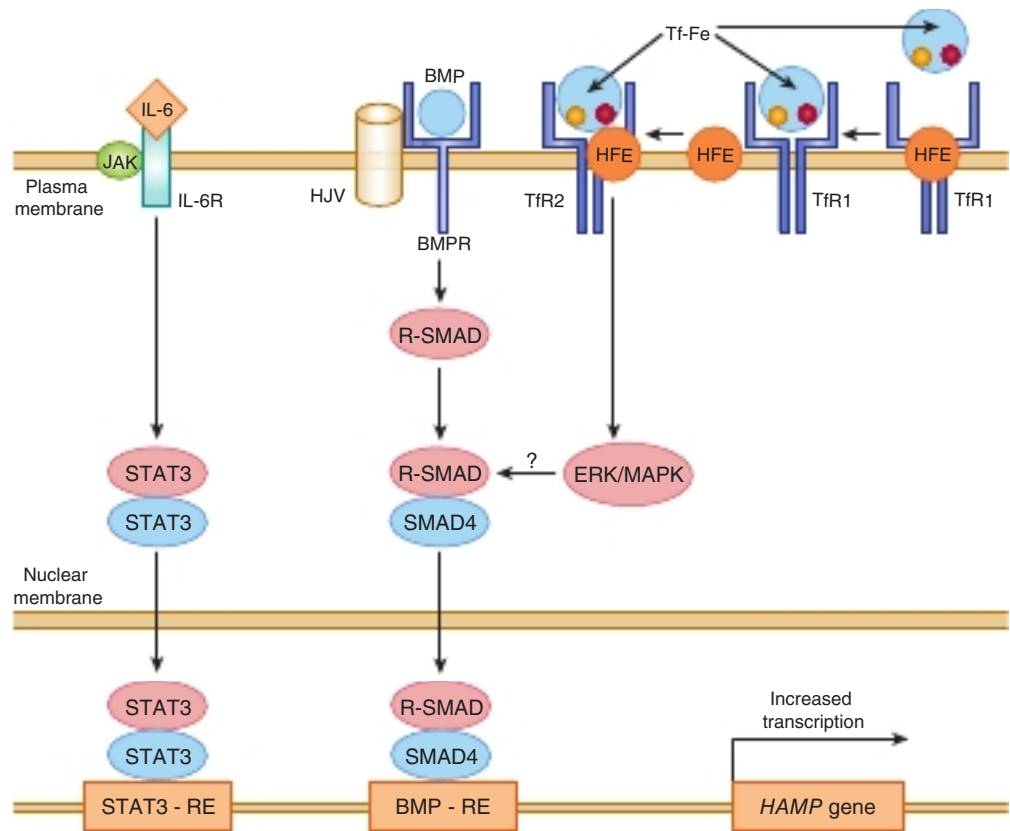 Tf-Fe
BMP
IL-6
JAK
HFE
HFE
HFE
Plasma
membrane
IL-6R
HJV
TfR2
TfR1
TfR1
BMPR
R-SMAD
STAT3
R-SMAD
?
ERK/MAPK
STAT3
SMAD4
Nuclear
membrane
STAT3
R-SMAD
Increased
transcription
STAT3
SMAD4
STAT3 - RE
BMP - RE
HAMP gene